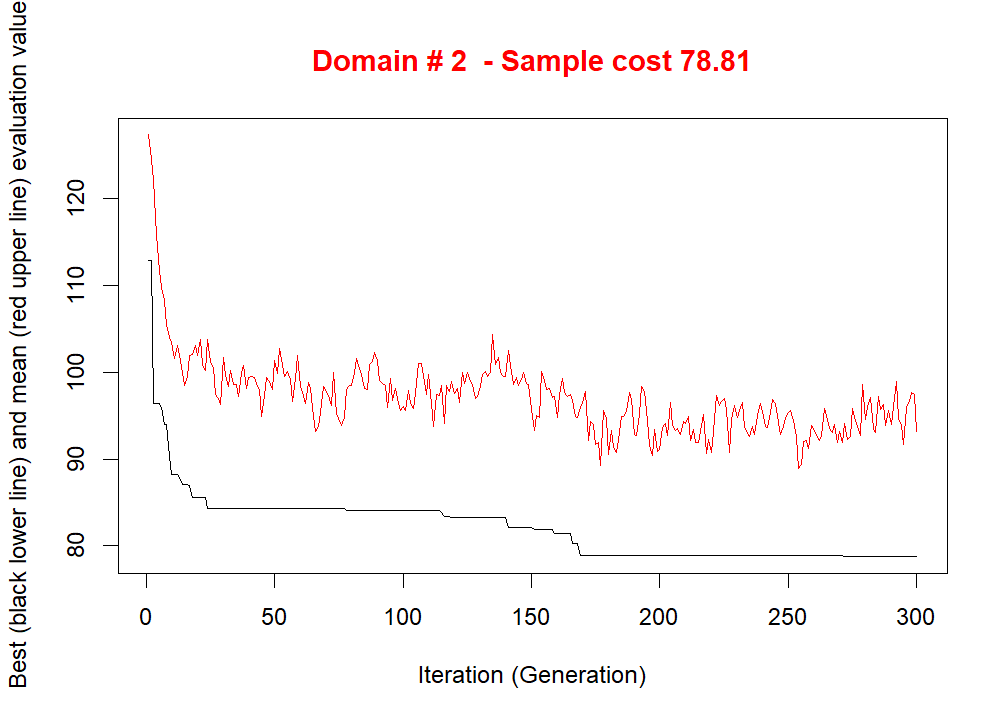 Domain # 2  - Sample cost 78.81
Best (black lower line) and mean (red upper line) evaluation value
120
110
100
90
80
0 50 100 150 200 250 300
Iteration (Generation)